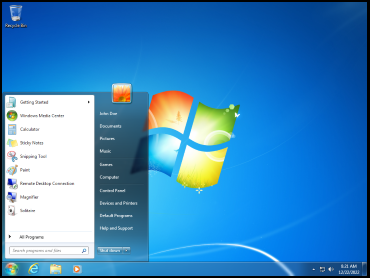 Recycle Bin
Getting Started
Windows Media Center
Calculator
Sticky Notes
Snipping Tool
Paint
Remote Desktop Connection
Magnifier
Solitaire
All Programs
Search programs and files
John Doe
Documents
Pictures
Music
Games
Computer
Control Panel
Devices and Printers
Default Programs
Help and Support
Shut down
8:21 AM
12/22/2022